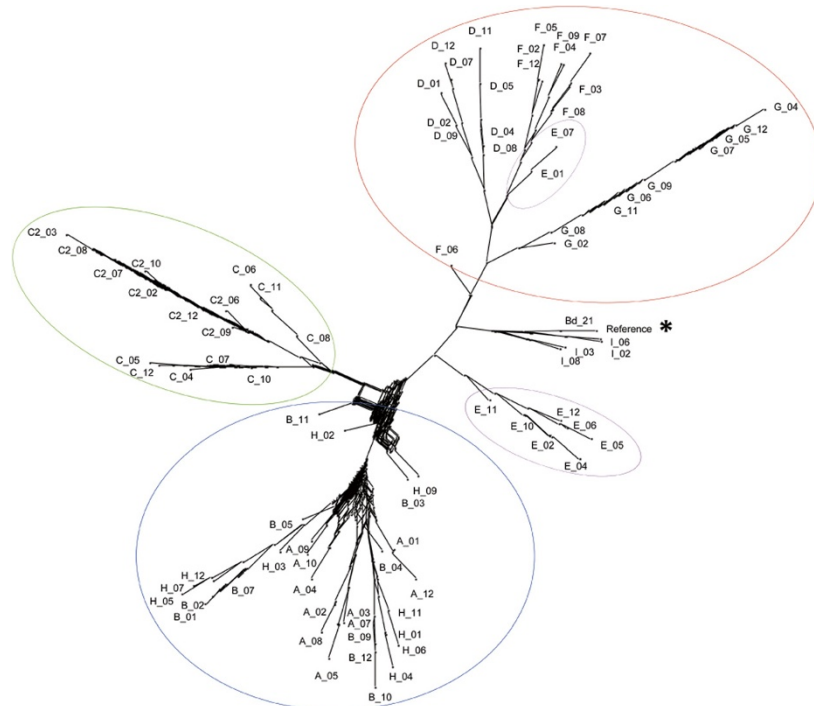 D_11
F_05
D_12
F_09
F_07
F_02
F_04
D_07
F_12
D_01
D_05
F_03
G_04
F_08
D_02
D_04
E_07
G_12
D_09
G_05
D_08
G_07
E_01
G_09
G_06
G_11
C2_03
G_08
G_02
C2_08
F_06
C2_10
C_06
C2_07
C_11
C2_02
C2_06
C2_12
Bd_21
Reference *
C2_09
C_08
I_06
I_03
I_02
C_05
C_07
I_08
C_12
C_04
C_10
E_11
E_12
B_11
E_10
E_06
H_02
E_02
E_05
E_04
H_09
B_03
B_05
A_01
A_09
H_03
A_10
B_04
H_12
H_07
A_04
A_12
H_05
B_07
B_02
A_02
A_03
H_11
B_01
A_07
A_08
B_09
H_01
B_12
H_06
A_05
H_04
B_10